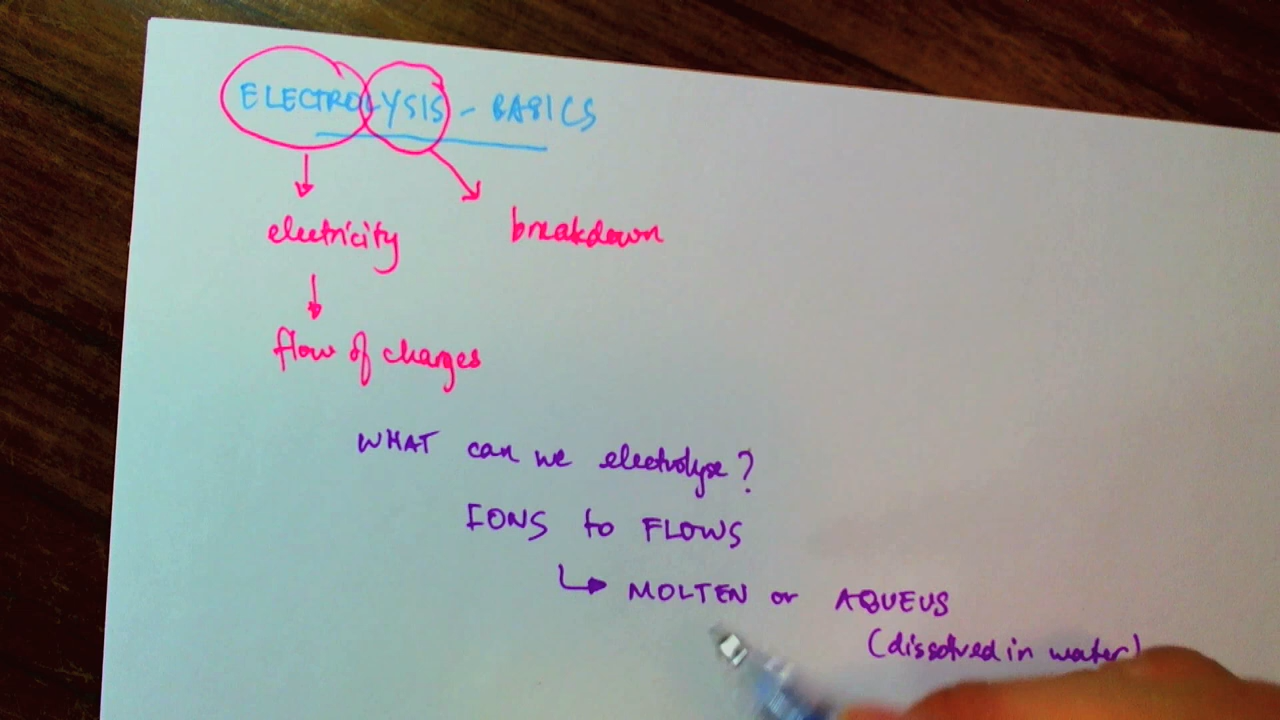 ELECTROLYSIS - BASICS
electricity
breakdown
flow of charges
WHAT can we electrolyse?
IONS to FLOWS
MOLTEN or AQUEUS
(dissolved in water)